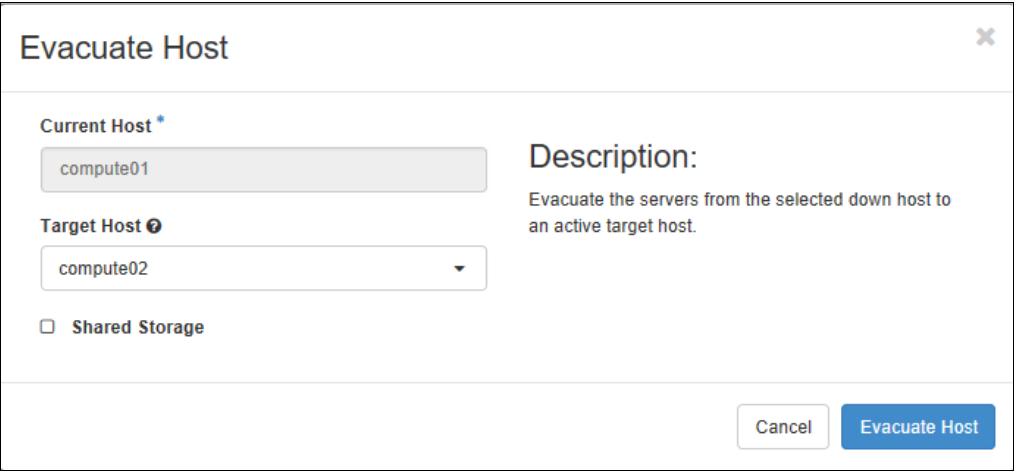 Evacuate Host
Current Host *
compute01
Target Host
compute02
Shared Storage
Description:
Evacuate the servers from the selected down host to
an active target host.
Cancel
Evacuate Host